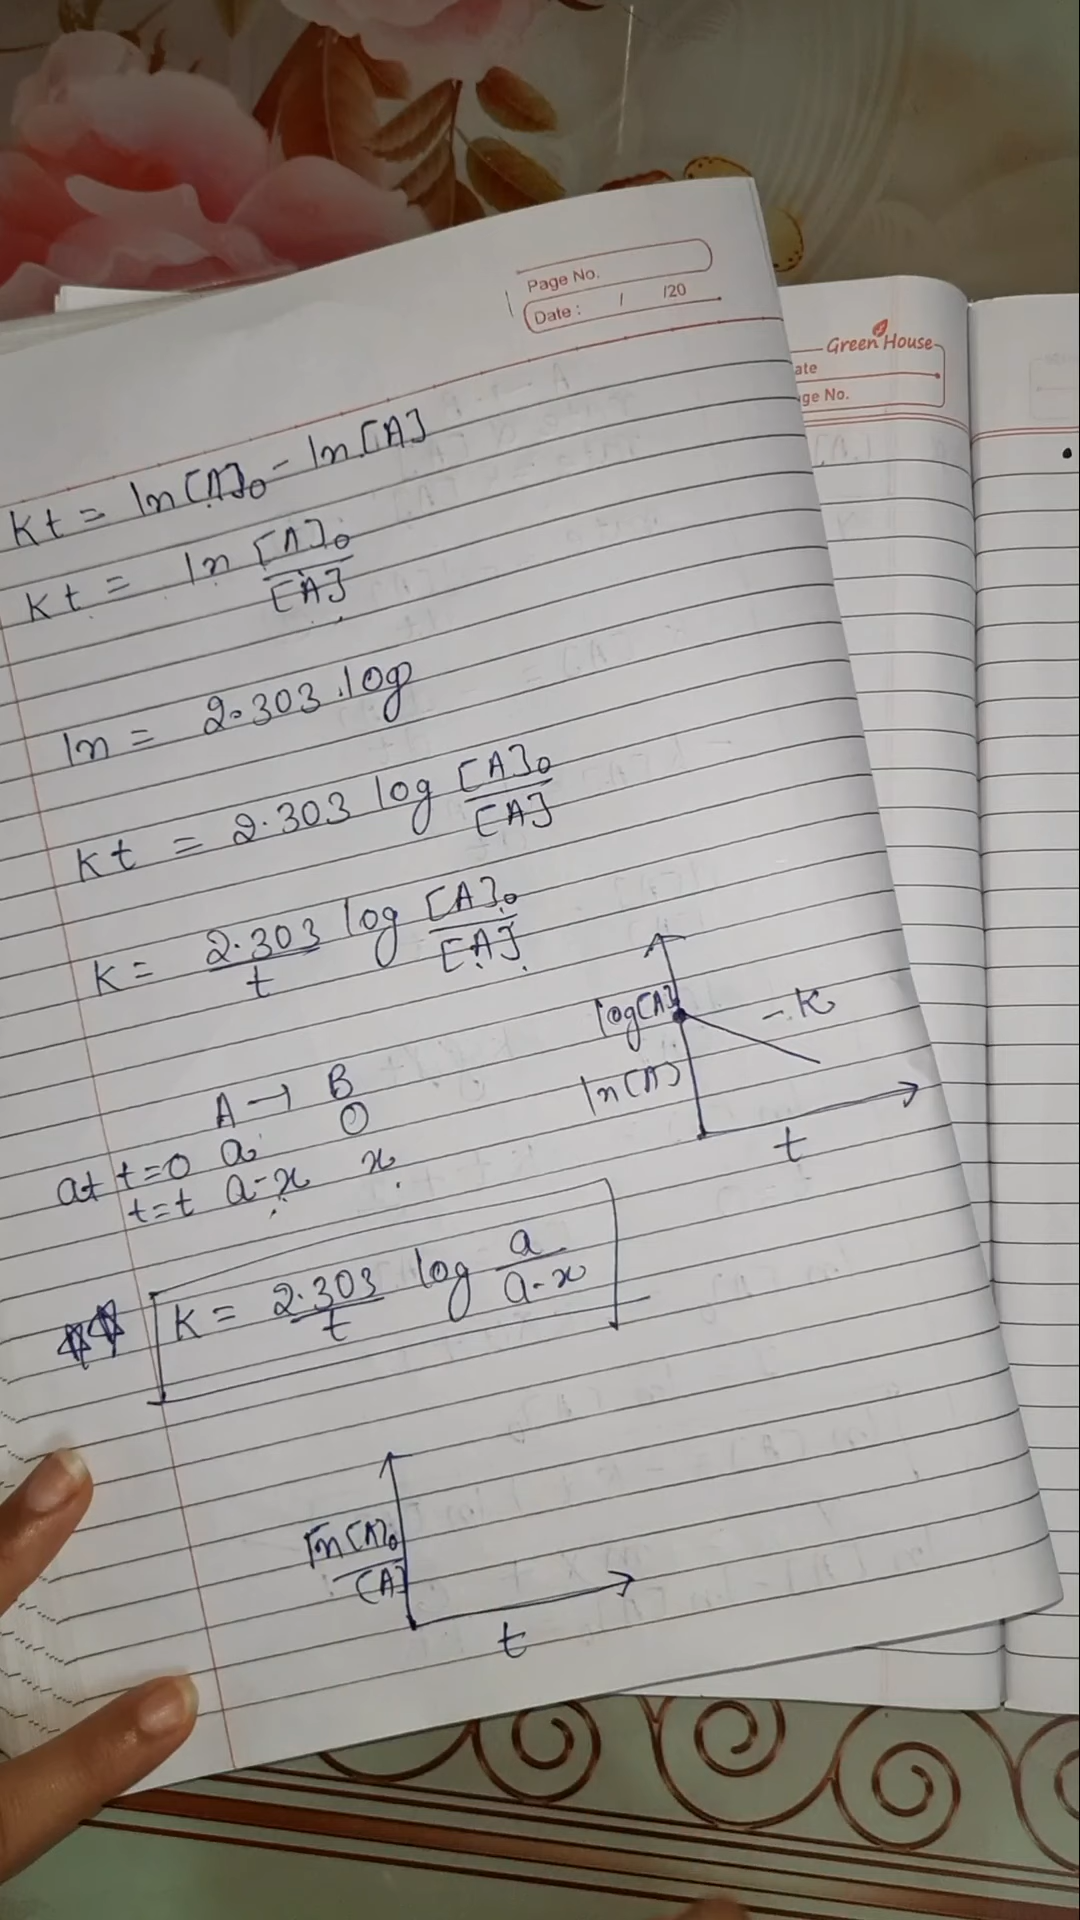 Page No.
Date : / /20
Green House
ate
ge No.
kt = ln[A]₀ - ln[A]
kt = ln [A]₀/[A]
ln = 2.303 log
kt = 2.303 log [A]₀/[A]
k = 2.303/t log [A]₀/[A]
log[A]
- k
ln[A]
t
A → B
at t=0 a 0
t=t a-x x
k = 2.303/t log a/a-x
ln [A]₀/[A]
t